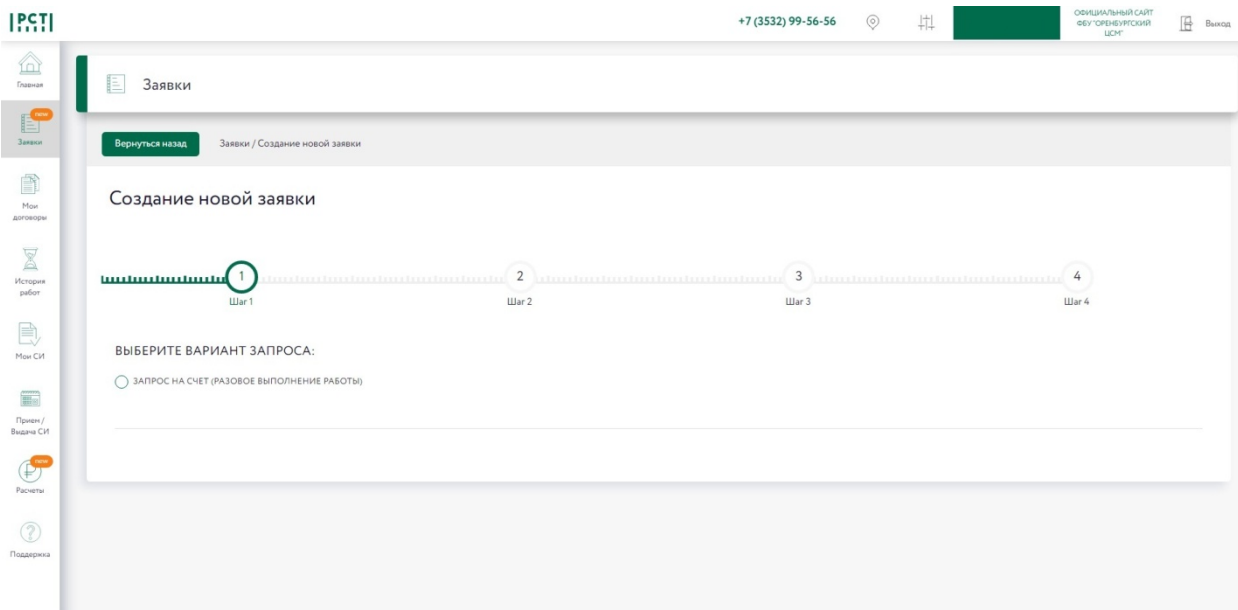 РСТ
+7 (3532) 99-56-56
ОФИЦИАЛЬНЫЙ САЙТ
ФБУ "ОРЕНБУРГСКИЙ
ЦСМ"
Выход
Главная
new
Заявки
Мои
договоры
История
работ
Мои СИ
Прием /
Выдача СИ
new
Расчеты
Поддержка
Заявки
Вернуться назад
Заявки / Создание новой заявки
Создание новой заявки
1
2
3
4
Шаг 1
Шаг 2
Шаг 3
Шаг 4
ВЫБЕРИТЕ ВАРИАНТ ЗАПРОСА:
ЗАПРОС НА СЧЕТ (РАЗОВОЕ ВЫПОЛНЕНИЕ РАБОТЫ)